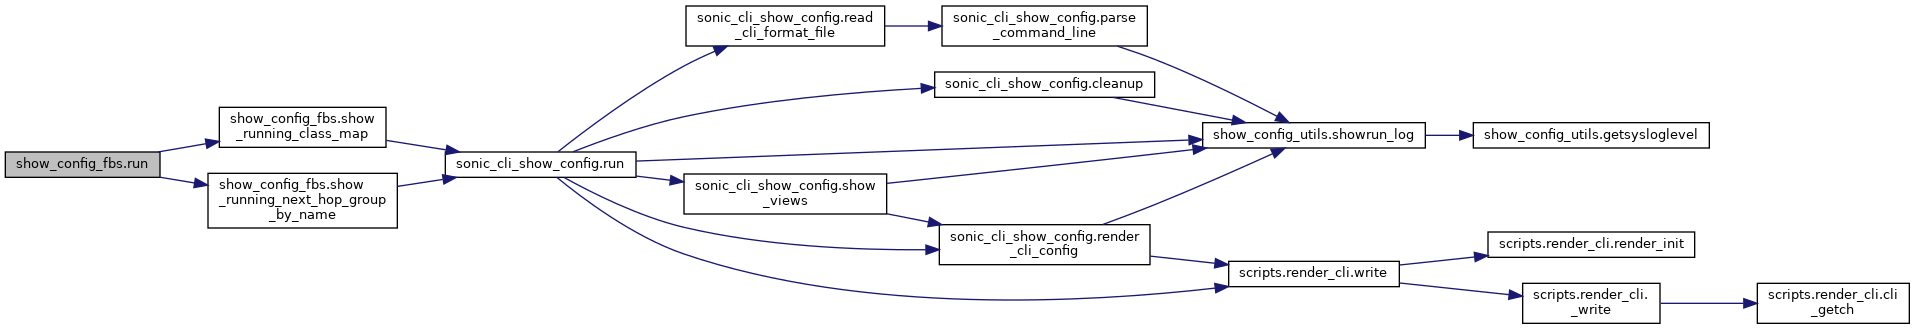 show_config_fbs.run
show_config_fbs.show
_running_class_map
show_config_fbs.show
_running_next_hop_group
_by_name
sonic_cli_show_config.run
sonic_cli_show_config.read
_cli_format_file
sonic_cli_show_config.parse
_command_line
sonic_cli_show_config.cleanup
show_config_utils.showrun_log
show_config_utils.getsysloglevel
sonic_cli_show_config.show
_views
sonic_cli_show_config.render
_cli_config
scripts.render_cli.write
scripts.render_cli.render_init
scripts.render_cli.
_write
scripts.render_cli.cli
_getch